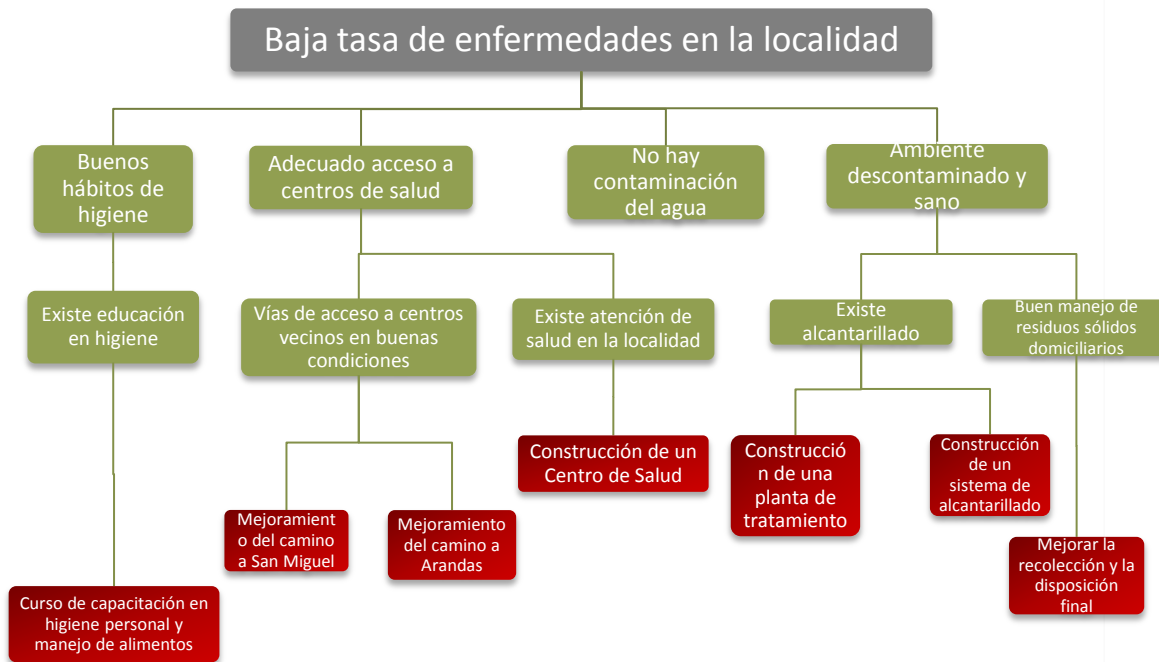 Baja tasa de enfermedades en la localidad
Buenos
hábitos de
higiene
Adecuado acceso a
centros de salud
No hay
contaminación
del agua
Ambiente
descontaminado y
sano
Existe educación
en higiene
Vías de acceso a centros
vecinos en buenas
condiciones
Existe atención de
salud en la localidad
Existe
alcantarillado
Buen manejo de
residuos sólidos
domiciliarios
Construcción de un
Centro de Salud
Construcció
n de una
planta de
tratamiento
Construcción
de un
sistema de
alcantarillado
Mejoramient
o del camino
a San Miguel
Mejoramiento
del camino a
Arandas
Mejorar la
recolección y la
disposición
final
Curso de capacitación en
higiene personal y
manejo de alimentos